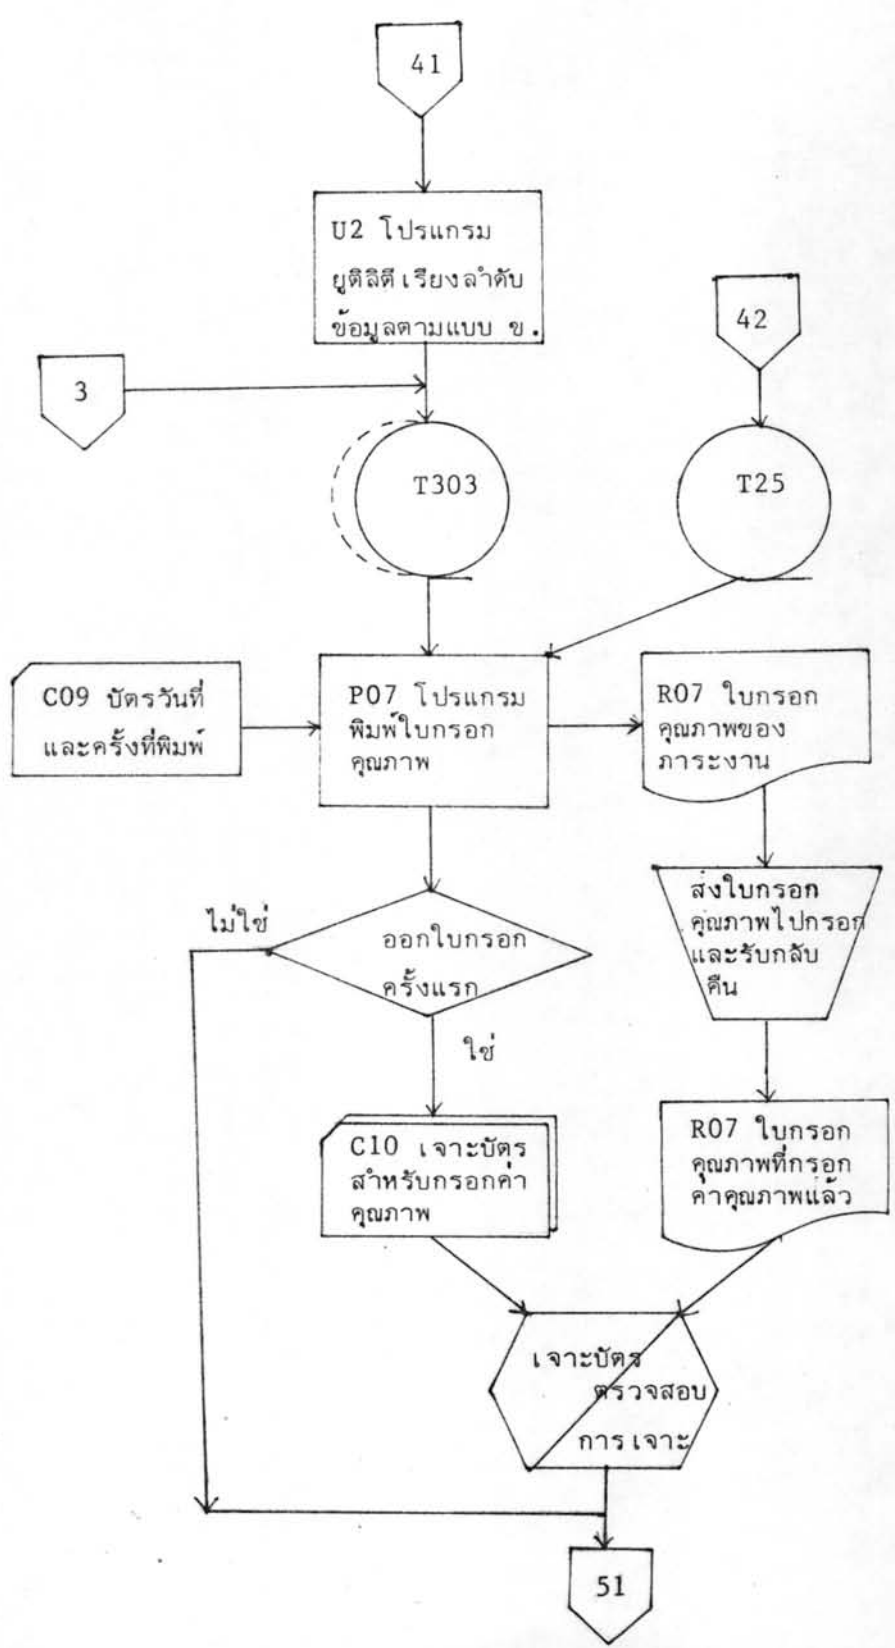 41
U2 โปรแกรม
ยูติลิตี เรียงลำดับ
ข้อมูลตามแบบ ข.
42
3
T303
T25
C09 บัตรวันที่
และครั้งที่พิมพ์
P07 โปรแกรม
พิมพ์ใบกรอก
คุณภาพ
R07 ใบกรอก
คุณภาพของ
ภาระงาน
ส่งใบกรอก
คุณภาพไปกรอก
และรับกลับ
คืน
ไม่ใช่
ออกใบกรอก
ครั้งแรก
ใช่
C10 เจาะบัตร
สำหรับกรอกค่า
คุณภาพ
R07 ใบกรอก
คุณภาพที่กรอก
คาคุณภาพแล้ว
เจาะบัตร
ตรวจสอบ
การเจาะ
51